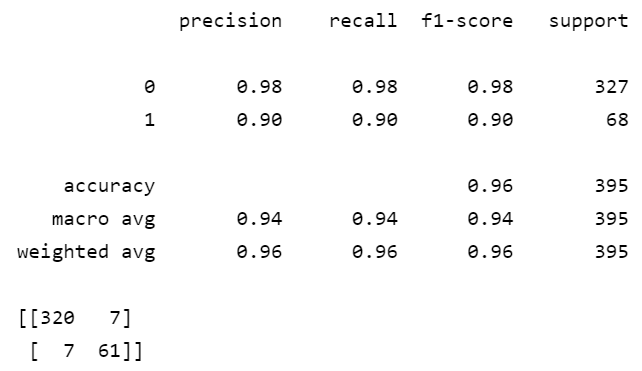 precision recall f1-score support
0 0.98 0.98 0.98 327
1 0.90 0.90 0.90 68
accuracy 0.96 395
macro avg 0.94 0.94 0.94 395
weighted avg 0.96 0.96 0.96 395
[[320 7]
[ 7 61]]